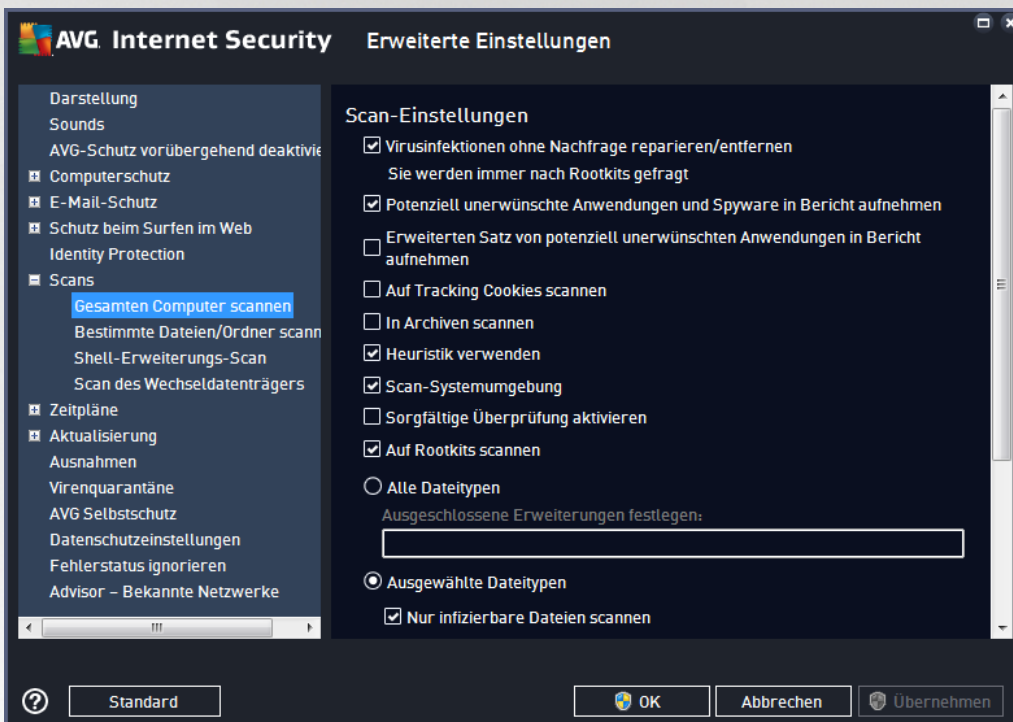 AVG. Internet Security
Erweiterte Einstellungen
Darstellung
Sounds
AVG-Schutz vorübergehend deaktivie
Computerschutz
E-Mail-Schutz
Schutz beim Surfen im Web
Identity Protection
Scans
Gesamten Computer scannen
Bestimmte Dateien/Ordner scann
Shell-Erweiterungs-Scan
Scan des Wechseldatenträgers
Zeitpläne
Aktualisierung
Ausnahmen
Virenquarantäne
AVG Selbstschutz
Datenschutzeinstellungen
Fehlerstatus ignorieren
Advisor – Bekannte Netzwerke
Scan-Einstellungen
Virusinfektionen ohne Nachfrage reparieren/entfernen
Sie werden immer nach Rootkits gefragt
Potenziell unerwünschte Anwendungen und Spyware in Bericht aufnehmen
Erweiterten Satz von potenziell unerwünschten Anwendungen in Bericht
aufnehmen
Auf Tracking Cookies scannen
In Archiven scannen
Heuristik verwenden
Scan-Systemumgebung
Sorgfältige Überprüfung aktivieren
Auf Rootkits scannen
Alle Dateitypen
Ausgeschlossene Erweiterungen festlegen:
Ausgewählte Dateitypen
Nur infizierbare Dateien scannen
?
Standard
OK
Abbrechen
Übernehmen